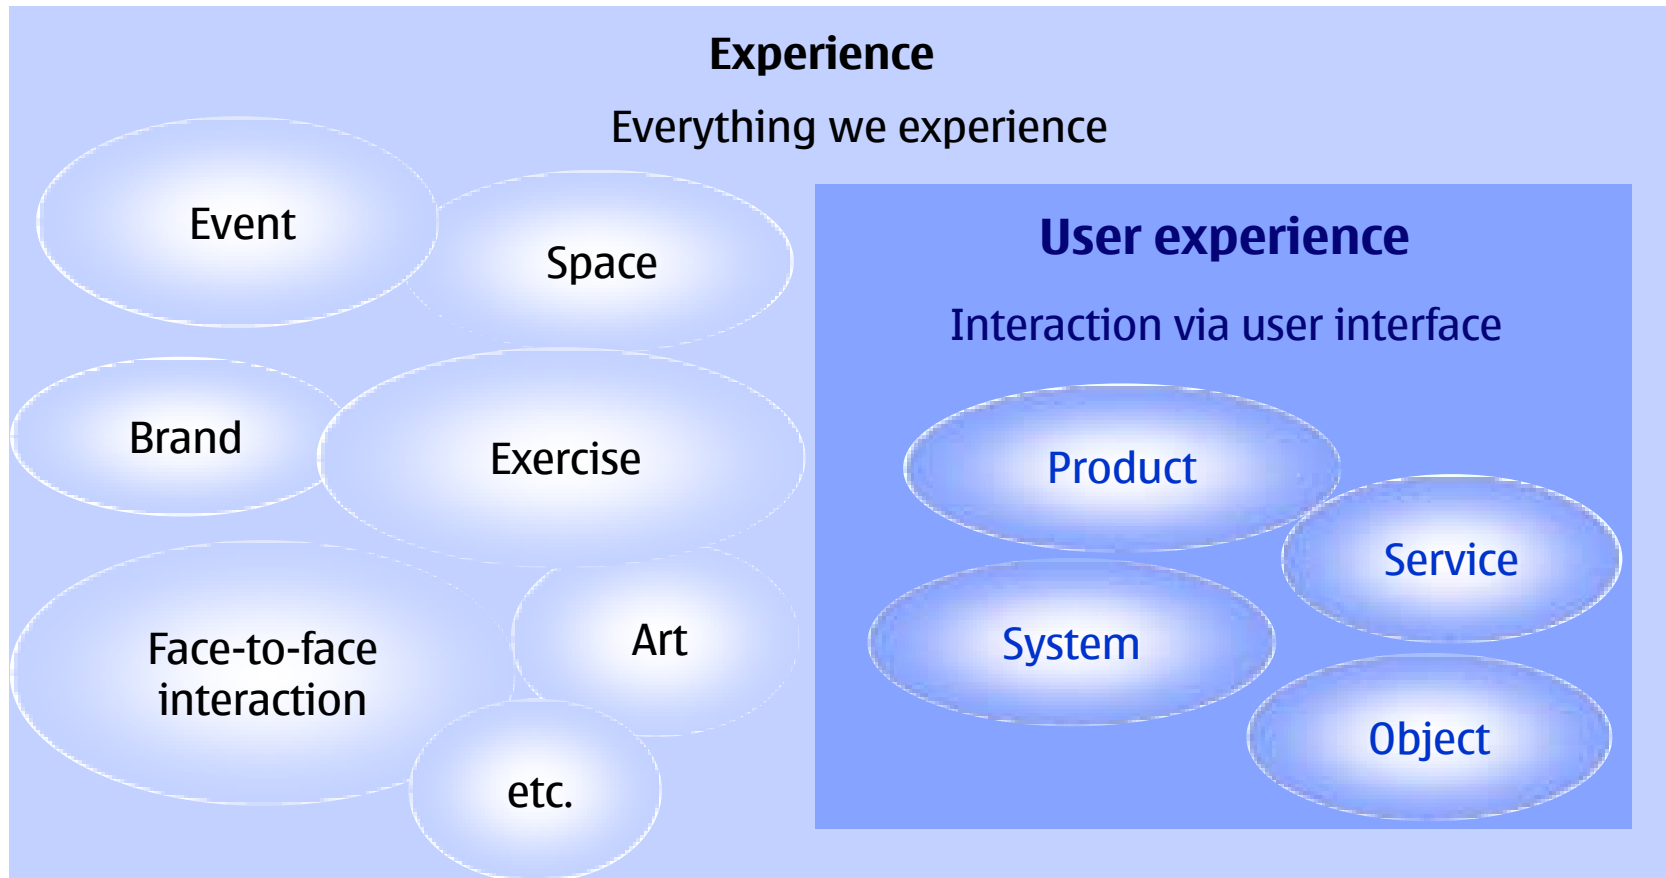 Experience
Everything we experience
Event
Space
Brand
Exercise
Face-to-face
interaction
Art
etc.
User experience
Interaction via user interface
Product
Service
System
Object